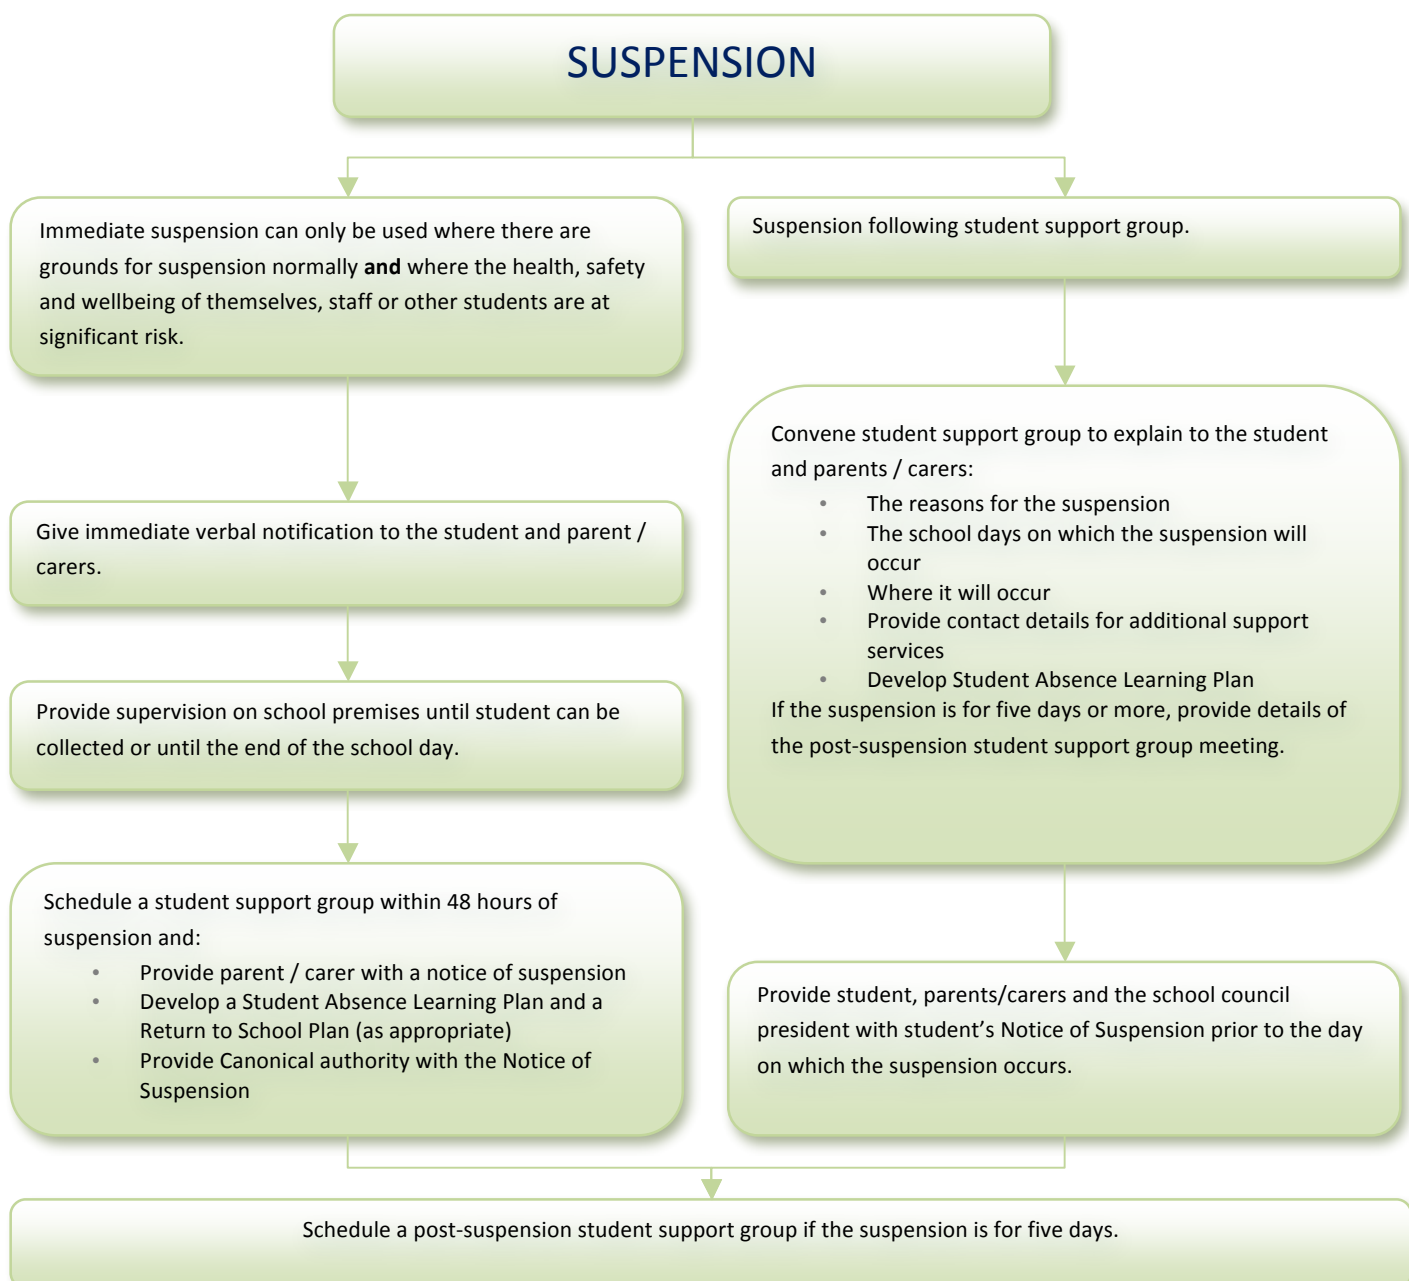 SUSPENSION
Immediate suspension can only be used where there are
grounds for suspension normally and where the health, safety
and wellbeing of themselves, staff or other students are at
significant risk.
Give immediate verbal notification to the student and parent /
carers.
Provide supervision on school premises until student can be
collected or until the end of the school day.
Schedule a student support group within 48 hours of
suspension and:
• Provide parent / carer with a notice of suspension
• Develop a Student Absence Learning Plan and a
Return to School Plan (as appropriate)
• Provide Canonical authority with the Notice of
Suspension
Suspension following student support group.
Convene student support group to explain to the student
and parents / carers:
• The reasons for the suspension
• The school days on which the suspension will
occur
• Where it will occur
• Provide contact details for additional support
services
• Develop Student Absence Learning Plan
If the suspension is for five days or more, provide details of
the post-suspension student support group meeting.
Provide student, parents/carers and the school council
president with student’s Notice of Suspension prior to the day
on which the suspension occurs.
Schedule a post-suspension student support group if the suspension is for five days.